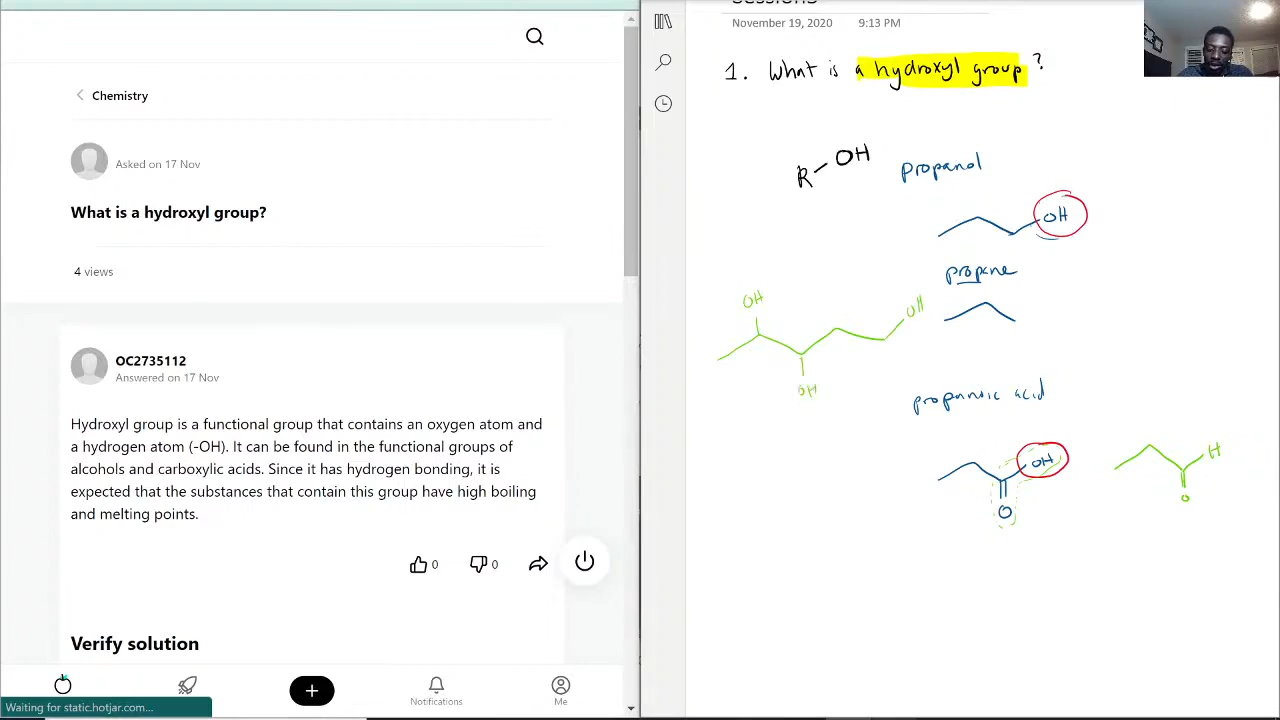 Chemistry
Asked on 17 Nov
What is a hydroxyl group?
4 views
OC2735112
Answered on 17 Nov
Hydroxyl group is a functional group that contains an oxygen atom and
a hydrogen atom (-OH). It can be found in the functional groups of
alcohols and carboxylic acids. Since it has hydrogen bonding, it is
expected that the substances that contain this group have high boiling
and melting points.
0
0
Verify solution
Notifications
Me
Waiting for static.hotjar.com...
November 19, 2020 9:13 PM
1. What is a hydroxyl group?
R-OH propanol
OH
propane
OH
OH
OH
propanoic acid
OH
O
H
O